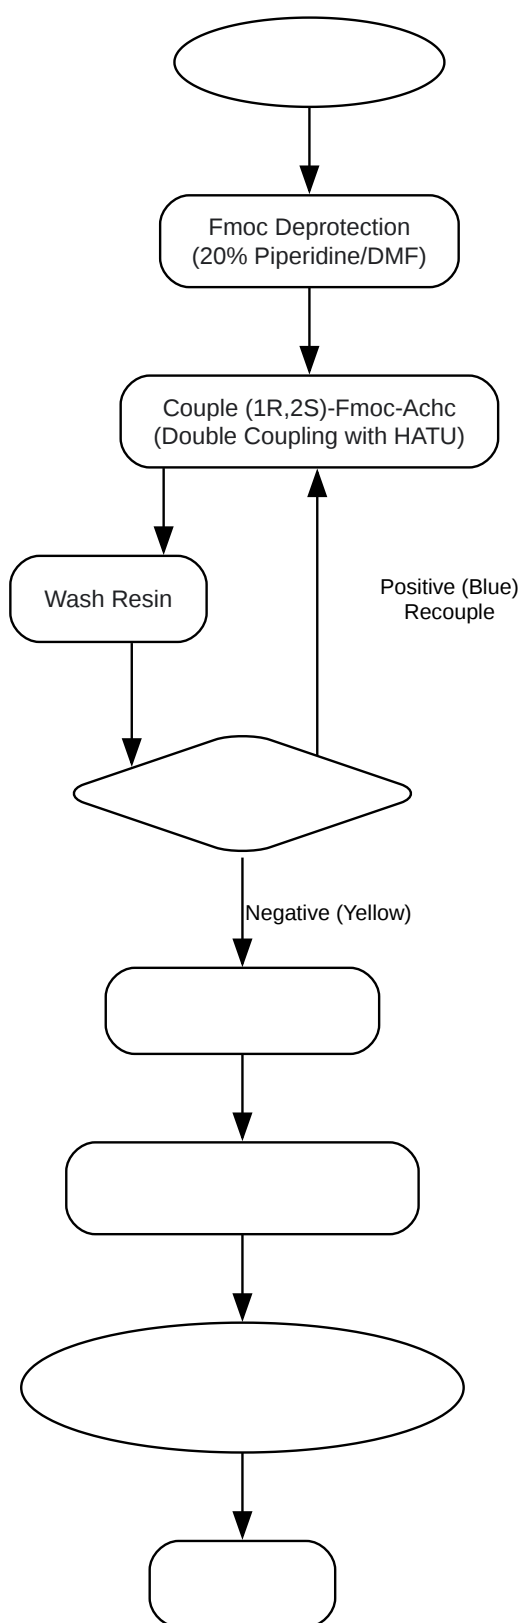 Fmoc Deprotection
(20% Piperidine/DMF)
Couple (1R,2S)-Fmoc-Achc
(Double Coupling with HATU)
Wash Resin
Positive (Blue)
Recouple
Negative (Yellow)